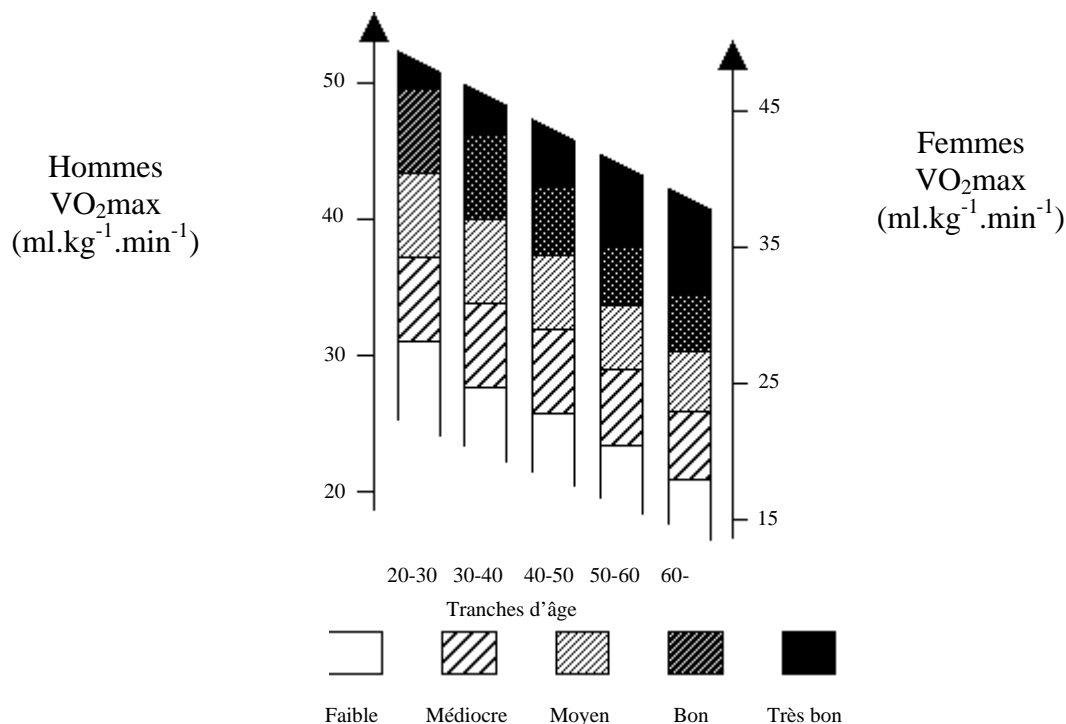 Hommes
VO₂max
(ml.kg⁻¹.min⁻¹)
50
40
30
20
45
35
25
15
Femmes
VO₂max
(ml.kg⁻¹.min⁻¹)
20-30 30-40 40-50 50-60 60-
Tranches d'âge
Faible Médiocre Moyen Bon Très bon